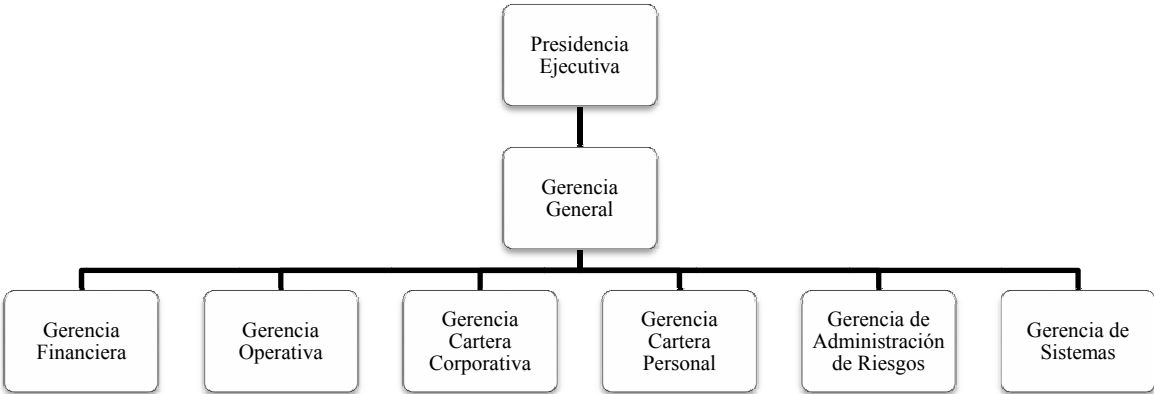 Presidencia
Ejecutiva
Gerencia
General
Gerencia
Financiera
Gerencia
Operativa
Gerencia
Cartera
Corporativa
Gerencia
Cartera
Personal
Gerencia de
Administración
de Riesgos
Gerencia de
Sistemas